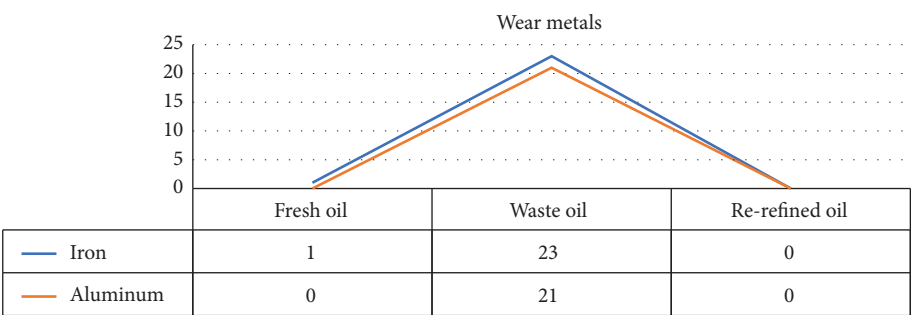 Wear metals
25
20
15
10
5
0
Fresh oil Waste oil Re-refined oil
Iron 1 23 0
Aluminum 0 21 0